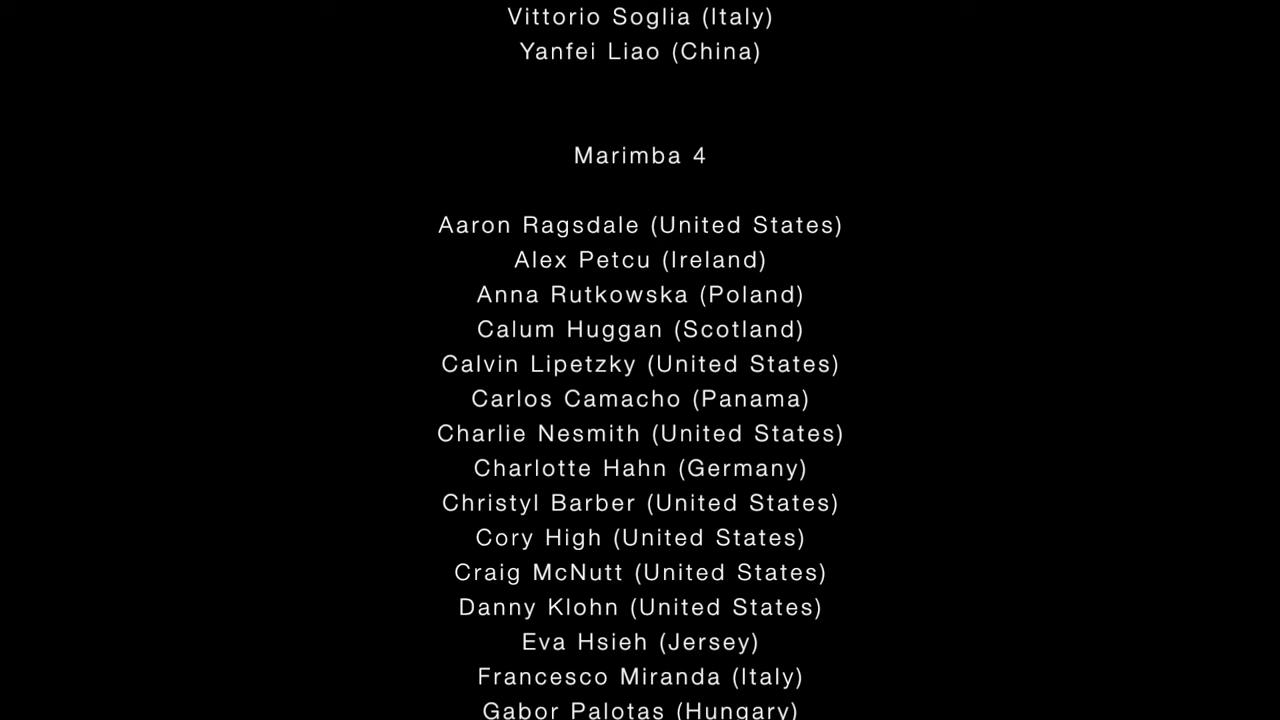 Vittorio Soglia (Italy)
Yanfei Liao (China)
Marimba 4
Aaron Ragsdale (United States)
Alex Petcu (Ireland)
Anna Rutkowska (Poland)
Calum Huggan (Scotland)
Calvin Lipetzky (United States)
Carlos Camacho (Panama)
Charlie Nesmith (United States)
Charlotte Hahn (Germany)
Christyl Barber (United States)
Cory High (United States)
Craig McNutt (United States)
Danny Klohn (United States)
Eva Hsieh (Jersey)
Francesco Miranda (Italy)
Gabor Palotas (Hungary)